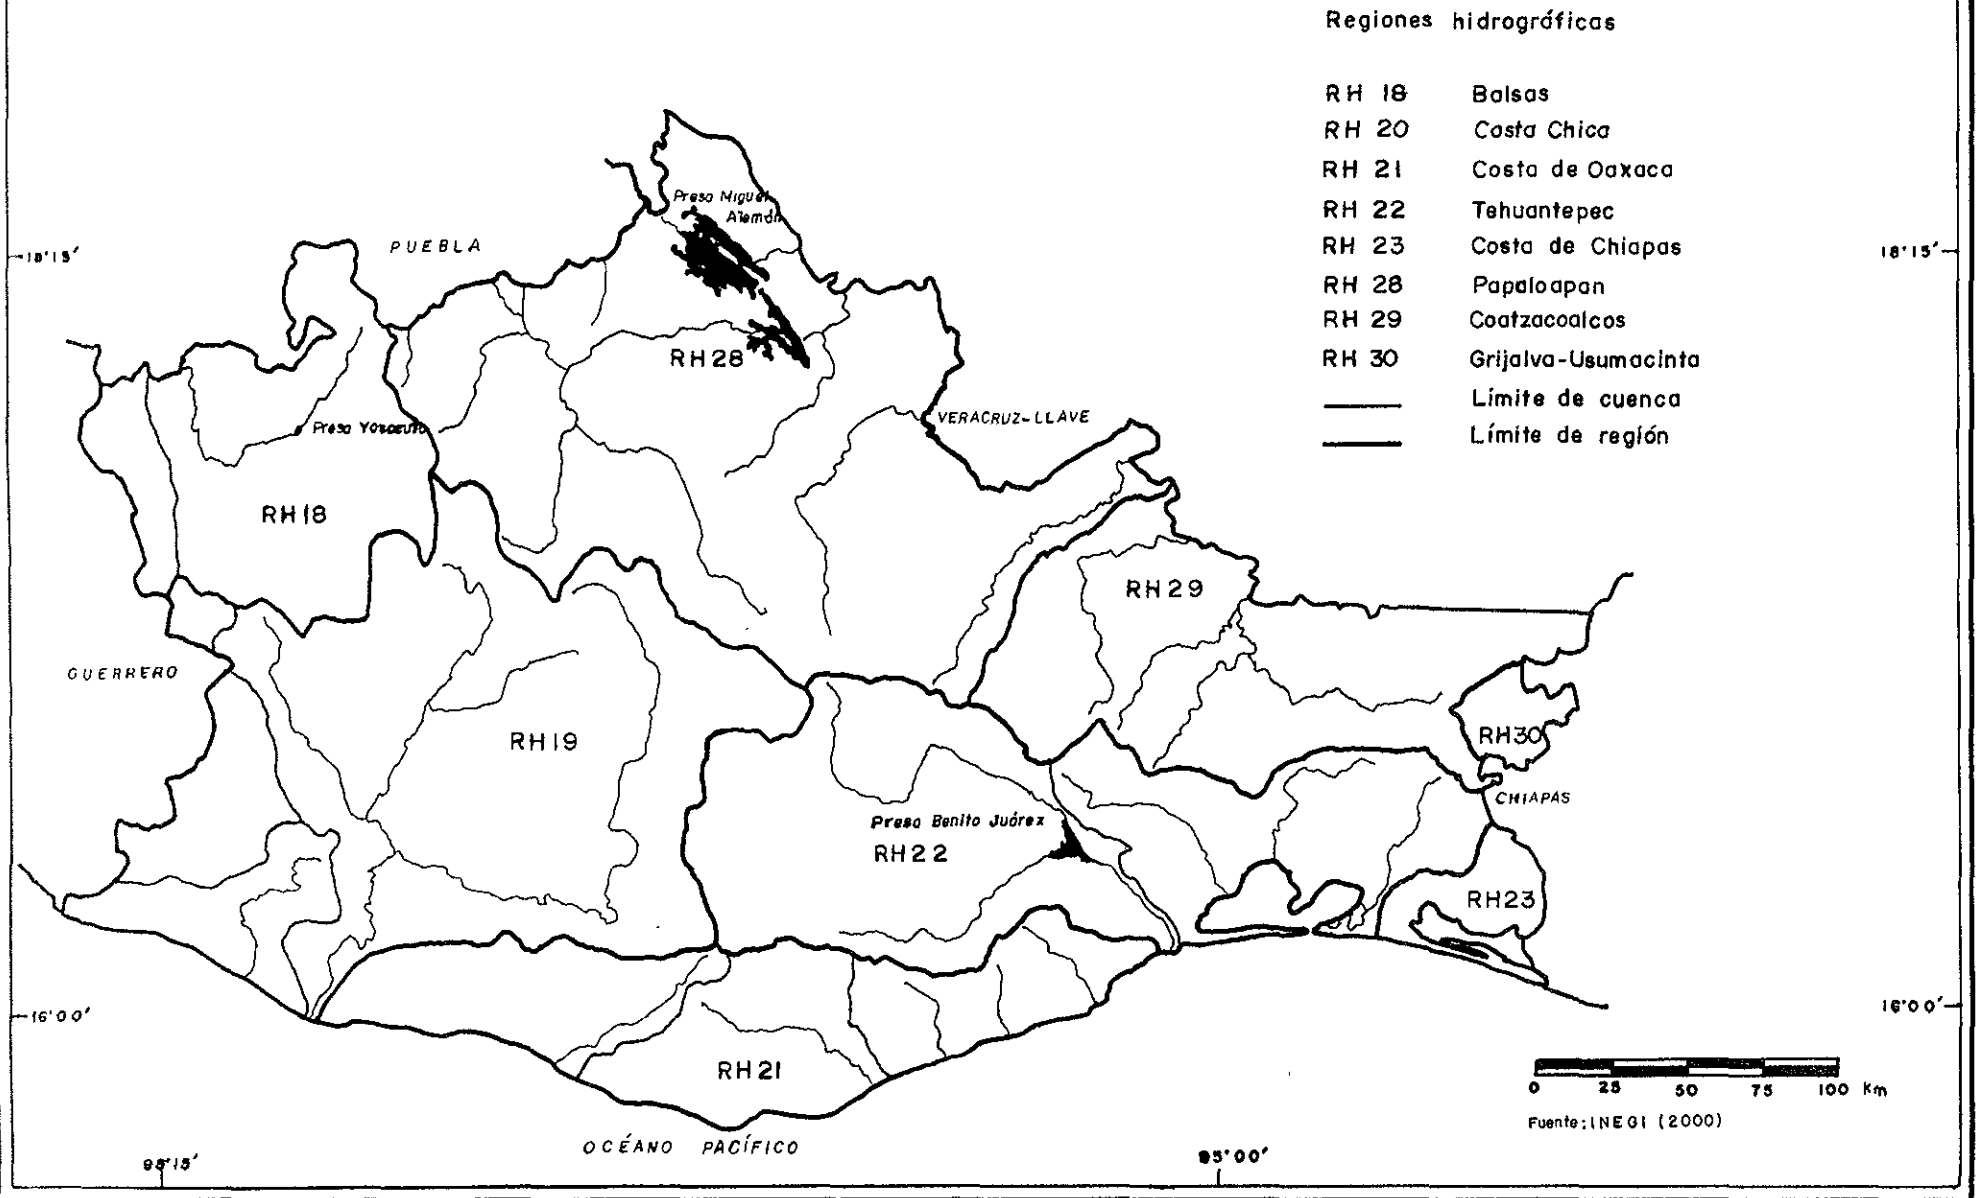 Regiones hidrográficas
RH 18 Balsas
RH 20 Costa Chica
RH 21 Costa de Oaxaca
RH 22 Tehuantepec
RH 23 Costa de Chiapas
RH 28 Papaloapan
RH 29 Coatzacoalcos
RH 30 Grijalva-Usumacinta
Límite de cuenca
Límite de región
Presa Miguel
Alemán
PUEBLA
18°15'
18°15'
RH28
VERACRUZ-LLAVE
Presa Yosocuta
RH18
RH29
GUERRERO
RH19
RH30
CHIAPAS
Presa Benito Juárez
RH22
RH23
16°00'
16°00'
RH21
0 25 50 75 100 Km
Fuente: INEGI (2000)
OCÉANO PACÍFICO
98°15'
95°00'